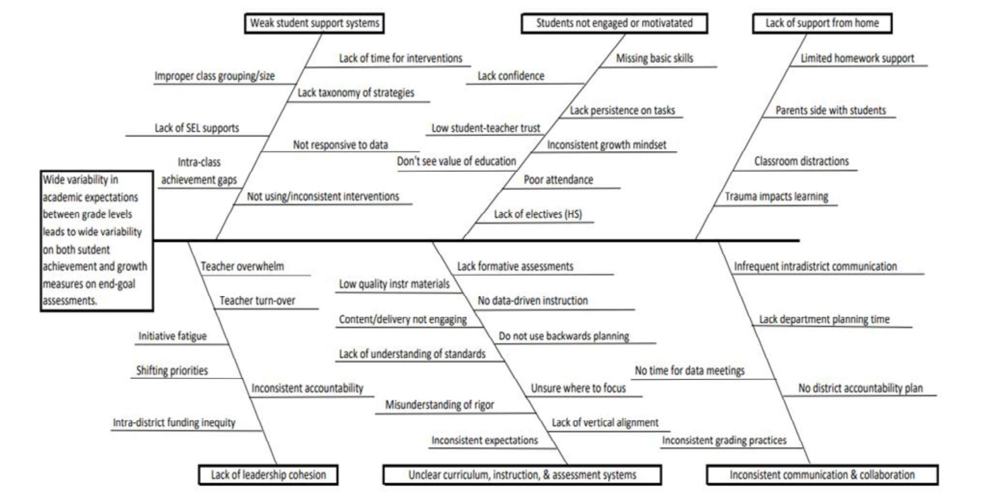 Weak student support systems
Students not engaged or motivatated
Lack of support from home
Lack of time for interventions
Improper class grouping/size
Lack taxonomy of strategies
Lack of SEL supports
Not responsive to data
Intra-class
achievement gaps
Not using/inconsistent interventions
Missing basic skills
Lack confidence
Lack persistence on tasks
Low student-teacher trust
Inconsistent growth mindset
Don't see value of education
Poor attendance
Lack of electives (HS)
Limited homework support
Parents side with students
Classroom distractions
Trauma impacts learning
Wide variability in
academic expectations
between grade levels
leads to wide variability
on both sutdent
achievement and growth
measures on end-goal
assessments.
Teacher overwhelm
Teacher turn-over
Initiative fatigue
Shifting priorities
Inconsistent accountability
Intra-district funding inequity
Lack formative assessments
Low quality instr materials
No data-driven instruction
Content/delivery not engaging
Do not use backwards planning
Lack of understanding of standards
Unsure where to focus
Misunderstanding of rigor
Lack of vertical alignment
Inconsistent expectations
Infrequent intradistrict communication
Lack department planning time
No time for data meetings
No district accountability plan
Inconsistent grading practices
Lack of leadership cohesion
Unclear curriculum, instruction, & assessment systems
Inconsistent communication & collaboration